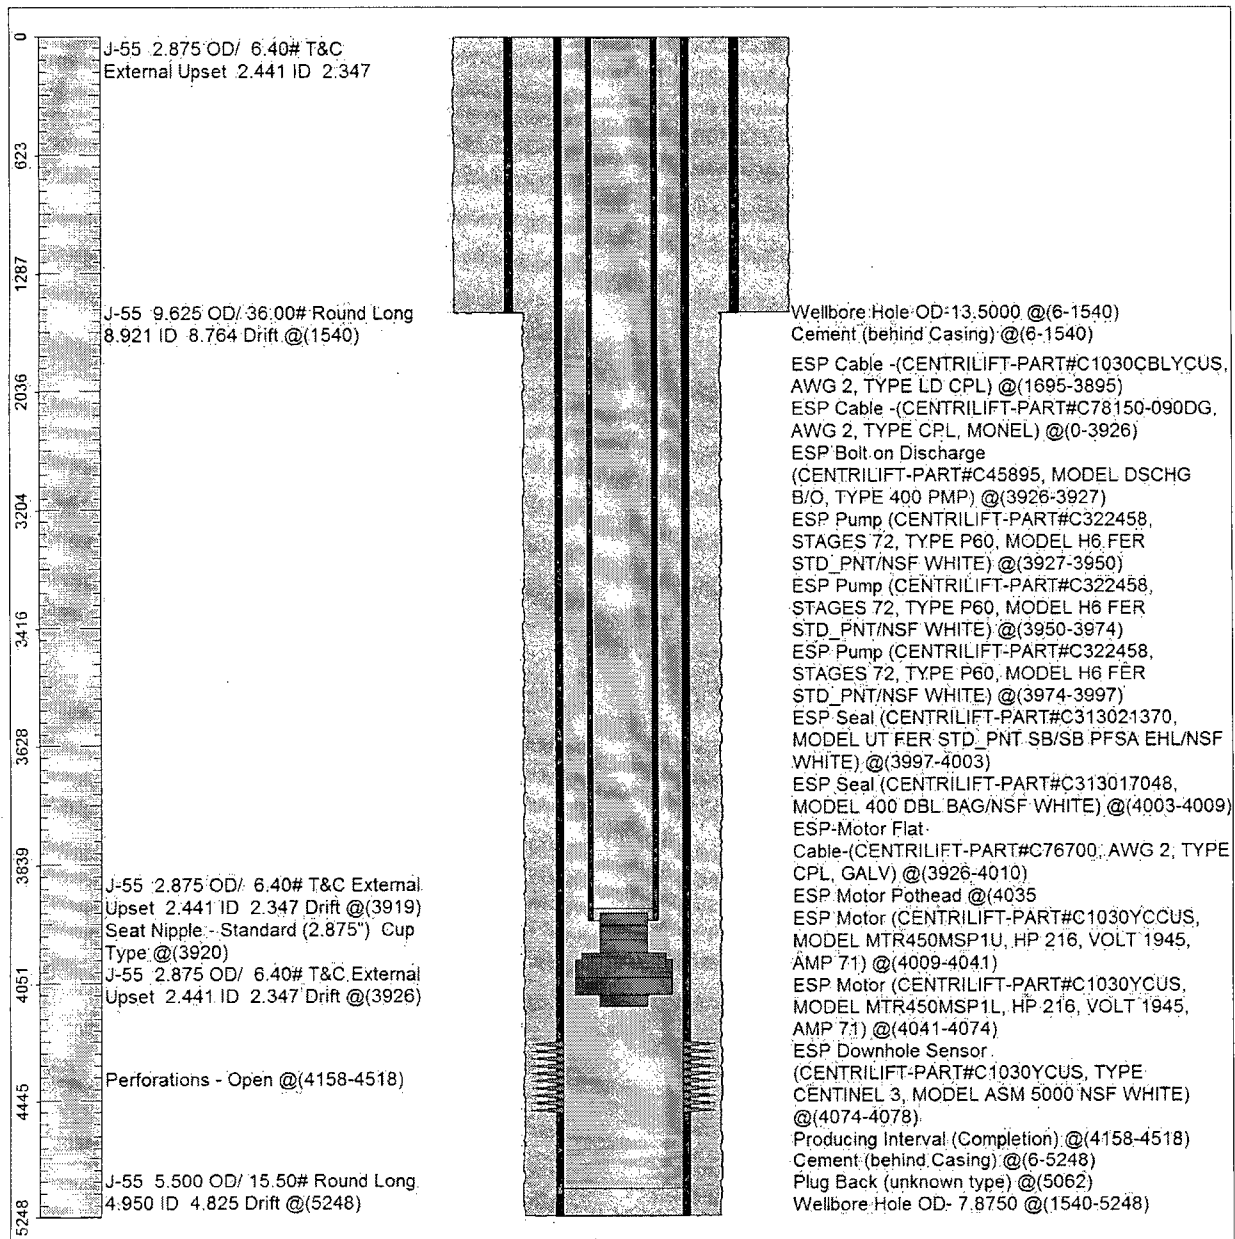 0
623
1287
2036
3204
3416
3628
3839
4051
4445
5248
J-55 2.875 OD/ 6.40# T&C
External Upset 2.441 ID 2.347
J-55 9.625 OD/ 36.00# Round Long
8.921 ID 8.764 Drift @(1540)
J-55 2.875 OD/ 6.40# T&C External
Upset 2.441 ID 2.347 Drift @(3919)
Seat Nipple - Standard (2.875") Cup
Type @(3920)
J-55 2.875 OD/ 6.40# T&C External
Upset 2.441 ID 2.347 Drift @(3926)
Perforations - Open @(4158-4518)
J-55 5.500 OD/ 15.50# Round Long
4.950 ID 4.825 Drift @(5248)
Wellbore Hole OD-13.5000 @(6-1540)
Cement (behind Casing) @(6-1540)
ESP Cable -(CENTRILIFT-PART#C1030CBLYCUS,
AWG 2, TYPE LD CPL) @(1695-3895)
ESP Cable -(CENTRILIFT-PART#C78150-090DG,
AWG 2, TYPE CPL, MONEL) @(0-3926)
ESP Bolt on Discharge
(CENTRILIFT-PART#C45895, MODEL DSCHG
B/O, TYPE 400 PMP) @(3926-3927)
ESP Pump (CENTRILIFT-PART#C322458,
STAGES 72, TYPE P60, MODEL H6 FER
STD_PNT/NSF WHITE) @(3927-3950)
ESP Pump (CENTRILIFT-PART#C322458,
STAGES 72, TYPE P60, MODEL H6 FER
STD_PNT/NSF WHITE) @(3950-3974)
ESP Pump (CENTRILIFT-PART#C322458,
STAGES 72, TYPE P60, MODEL H6 FER
STD_PNT/NSF WHITE) @(3974-3997)
ESP Seal (CENTRILIFT-PART#C313021370,
MODEL UT FER STD_PNT SB/SB PFSA EHL/NSF
WHITE) @(3997-4003)
ESP Seal (CENTRILIFT-PART#C313017048,
MODEL 400 DBL BAG/NSF WHITE) @(4003-4009)
ESP-Motor Flat
Cable-(CENTRILIFT-PART#C76700, AWG 2, TYPE
CPL, GALV) @(3926-4010)
ESP Motor Pothead @(4035
ESP Motor (CENTRILIFT-PART#C1030YCCUS,
MODEL MTR450MSP1U, HP 216, VOLT 1945,
AMP 71) @(4009-4041)
ESP Motor (CENTRILIFT-PART#C1030YCUS,
MODEL MTR450MSP1L, HP 216, VOLT 1945,
AMP 71) @(4041-4074)
ESP Downhole Sensor
(CENTRILIFT-PART#C1030YCUS, TYPE
CENTINEL 3, MODEL ASM 5000 NSF WHITE)
@(4074-4078)
Producing Interval (Completion) @(4158-4518)
Cement (behind Casing) @(6-5248)
Plug Back (unknown type) @(5062)
Wellbore Hole OD- 7.8750 @(1540-5248)